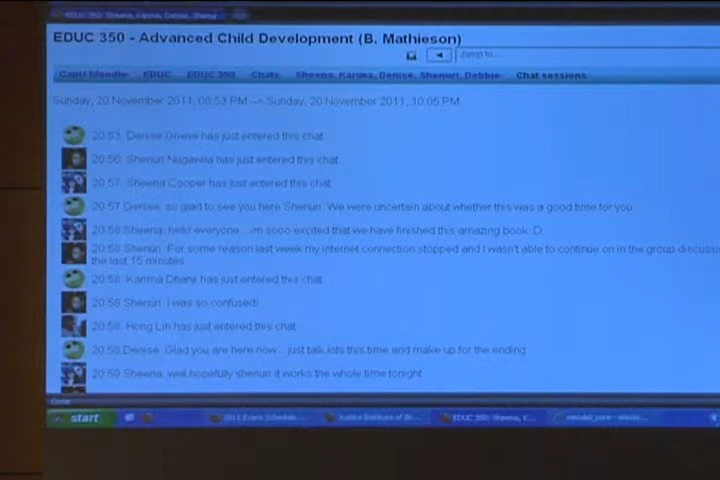 EDUC 350 - Advanced Child Development (B. Mathieson)
Jump to...
CapU Moodle EDUC EDUC 350 Chats Sheena, Karima, Denise, Shenuri, Debbie Chat sessions
Sunday, 20 November 2011, 08:53 PM --> Sunday, 20 November 2011, 10:05 PM
20:53: Denise Grieve has just entered this chat
20:56: Shenuri Nugawela has just entered this chat
20:57: Sheena Cooper has just entered this chat
20:57 Denise: so glad to see you here Shenuri. We were uncertain about whether this was a good time for you
20:58 Sheena: hello everyone....im sooo excited that we have finished this amazing book :D
20:58 Shenuri: For some reason last week my internet connection stopped and I wasn't able to continue on in the group discussi
the last 15 minutes
20:58: Karima Dhanji has just entered this chat
20:58 Shenuri: I was so confused!
20:58: Hong Lin has just entered this chat
20:58 Denise: Glad you are here now... just talk lots this time and make up for the ending
20:59 Sheena: well hopefully shenuri it works the whole time tonight
Done
start
EDUC 350: Sheena, K...